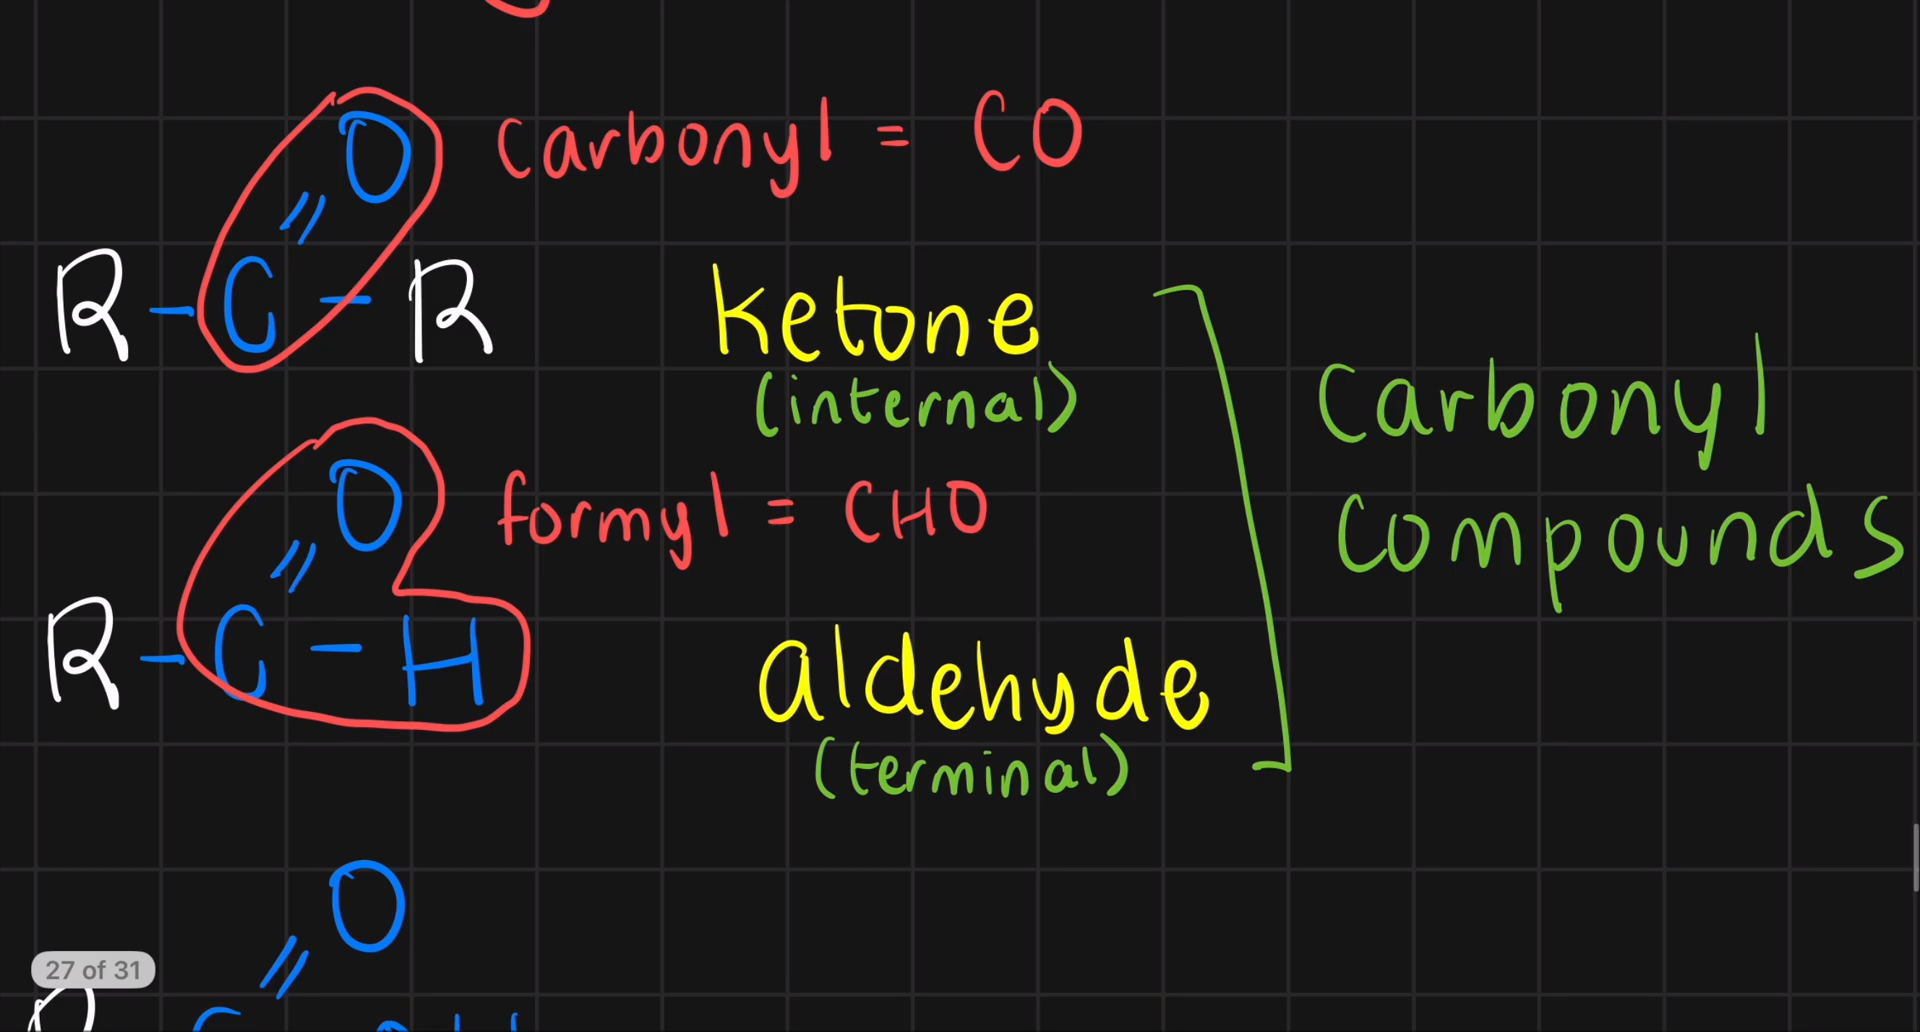 O
Carbonyl = CO
=
R - C - R
Ketone
(internal)
Carbonyl
Compounds
O
formyl = CHO
=
R - C - H
aldehyde
(terminal)
O
=
27 of 31